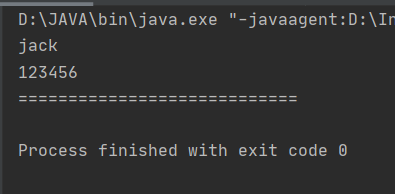 D:\JAVA\bin\java.exe "-javaagent:D:\In
jack
123456
============================
Process finished with exit code 0